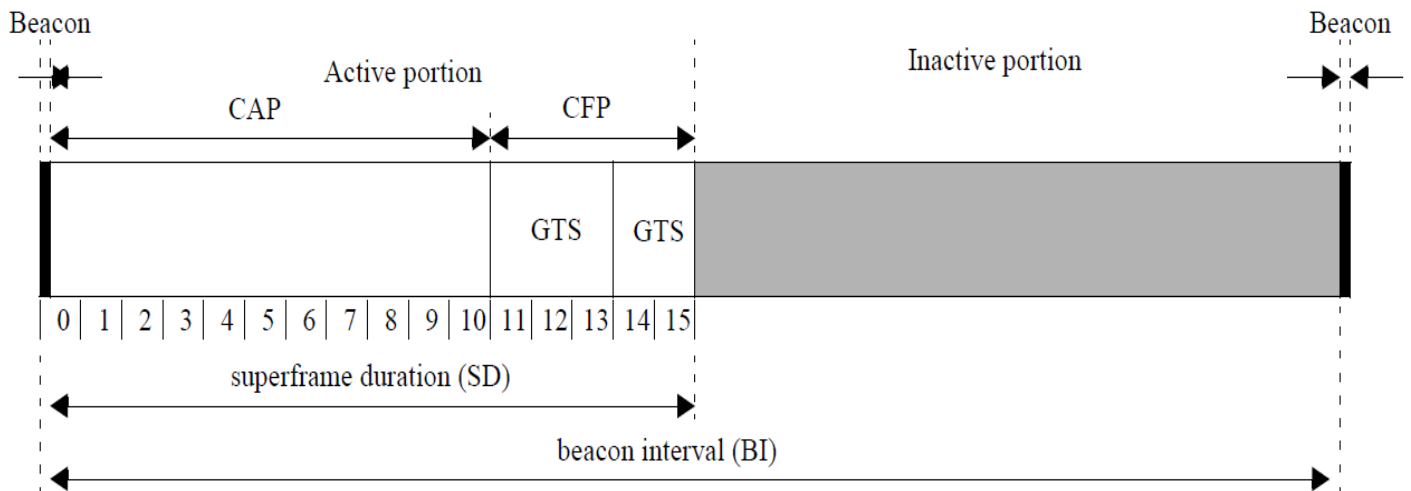 Beacon Beacon
Active portion Inactive portion
CAP CFP
GTS GTS
0 1 2 3 4 5 6 7 8 9 10 11 12 13 14 15
superframe duration (SD)
beacon interval (BI)